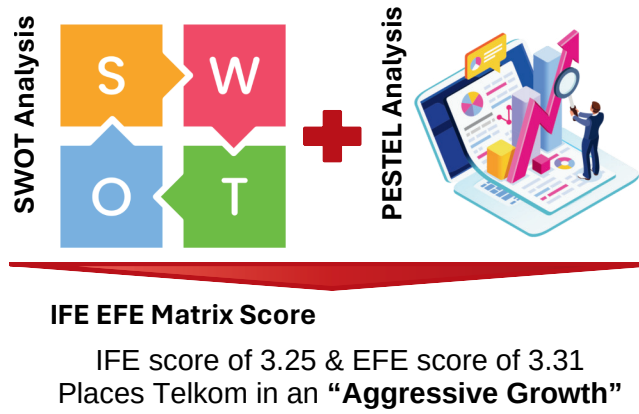 SWOT Analysis
S
W
O
T
PESTEL Analysis
IFE EFE Matrix Score
IFE score of 3.25 & EFE score of 3.31
Places Telkom in an “Aggressive Growth”